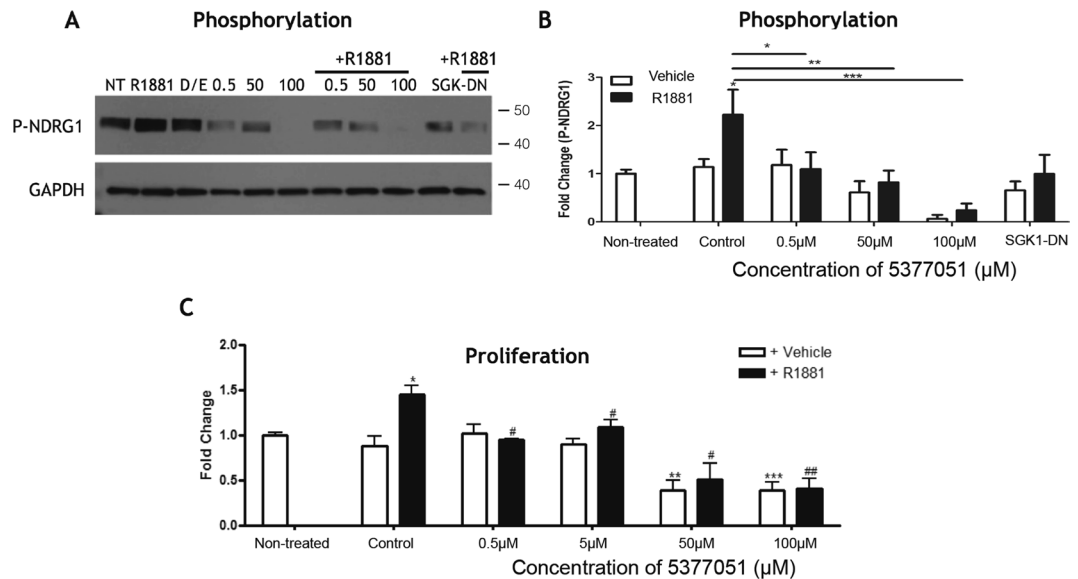 A
Phosphorylation
+R1881
+R1881
NT R1881 D/E 0.5 50 100 0.5 50 100 SGK-DN
P-NDRG1
50
40
GAPDH
40
B
Phosphorylation
*
**
***
Vehicle
R1881
*
Fold Change (P-NDRG1)
3
2
1
0
Non-treated Control 0.5µM 50µM 100µM SGK1-DN
Concentration of 5377051 (µM)
C
Proliferation
+ Vehicle
+ R1881
Fold Change
2.0
1.5
1.0
0.5
0.0
* # # ** # *** ##
Non-treated Control 0.5µM 5µM 50µM 100µM
Concentration of 5377051 (µM)